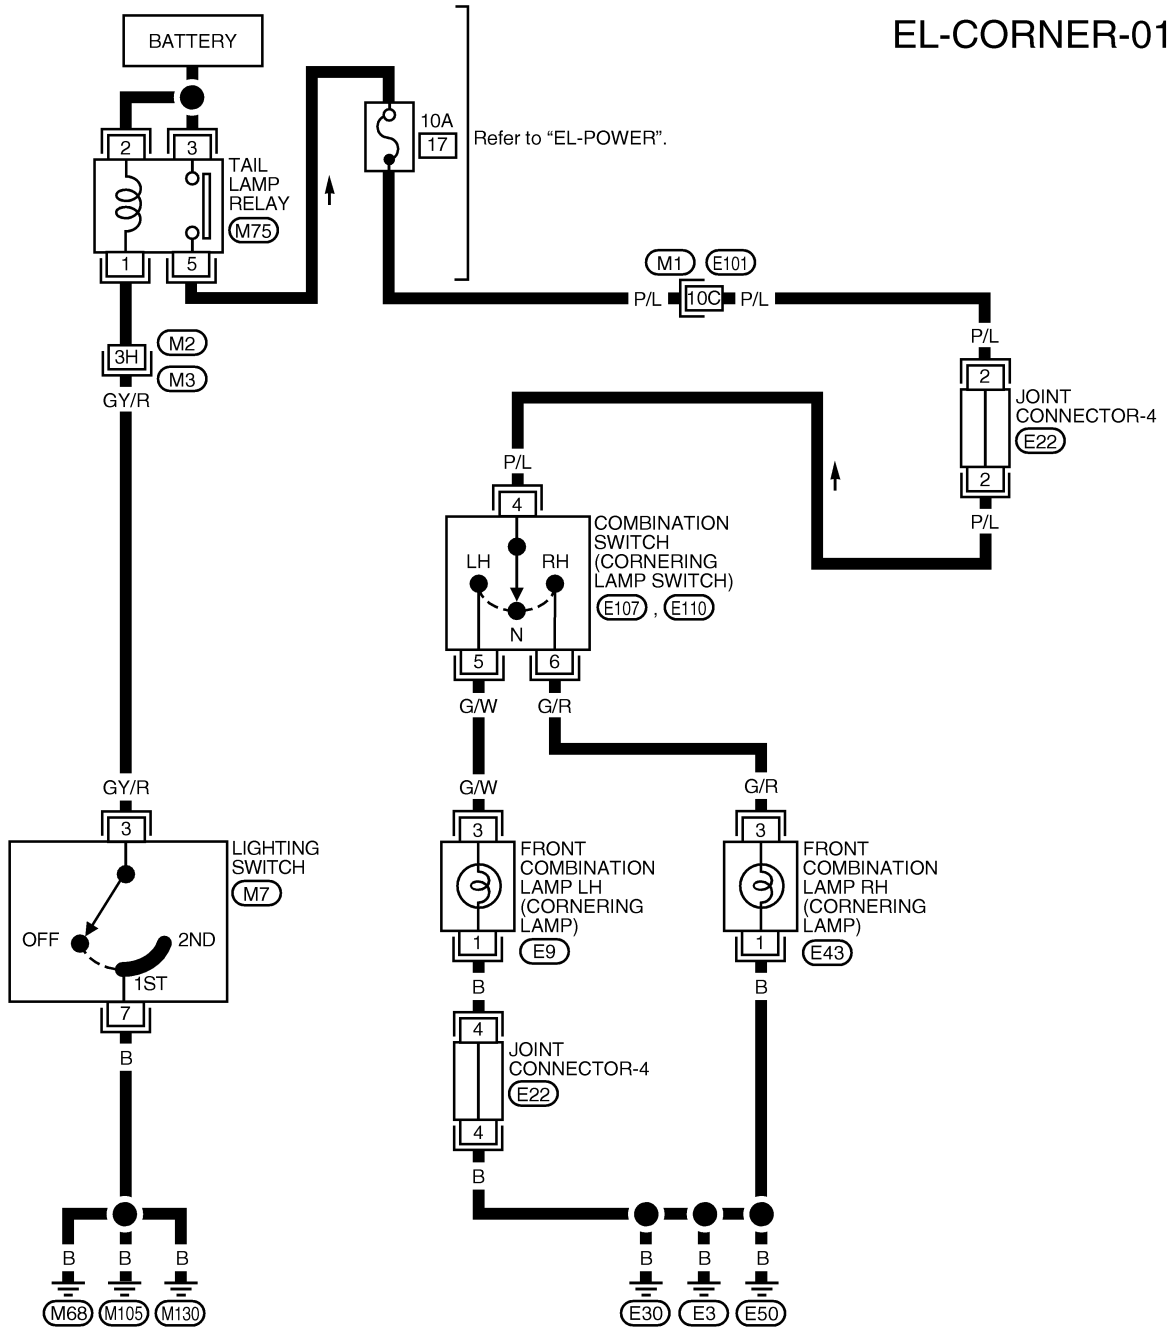 EL-CORNER-01
BATTERY
2
3
TAIL
LAMP
RELAY
M75
1
5
10A
17
Refer to “EL-POWER”.
M1
E101
P/L
10C
P/L
3H
M2
M3
GY/R
P/L
2
JOINT
CONNECTOR-4
E22
2
P/L
P/L
4
COMBINATION
SWITCH
(CORNERING
LAMP SWITCH)
E107 , E110
LH
RH
N
5
6
G/W
G/R
GY/R
G/W
G/R
3
LIGHTING
SWITCH
M7
OFF
2ND
1ST
7
B
3
FRONT
COMBINATION
LAMP LH
(CORNERING
LAMP)
E9
1
B
3
FRONT
COMBINATION
LAMP RH
(CORNERING
LAMP)
E43
1
B
4
JOINT
CONNECTOR-4
E22
4
B
B
B
B
B
B
B
M68
M105
M130
E30
E3
E50